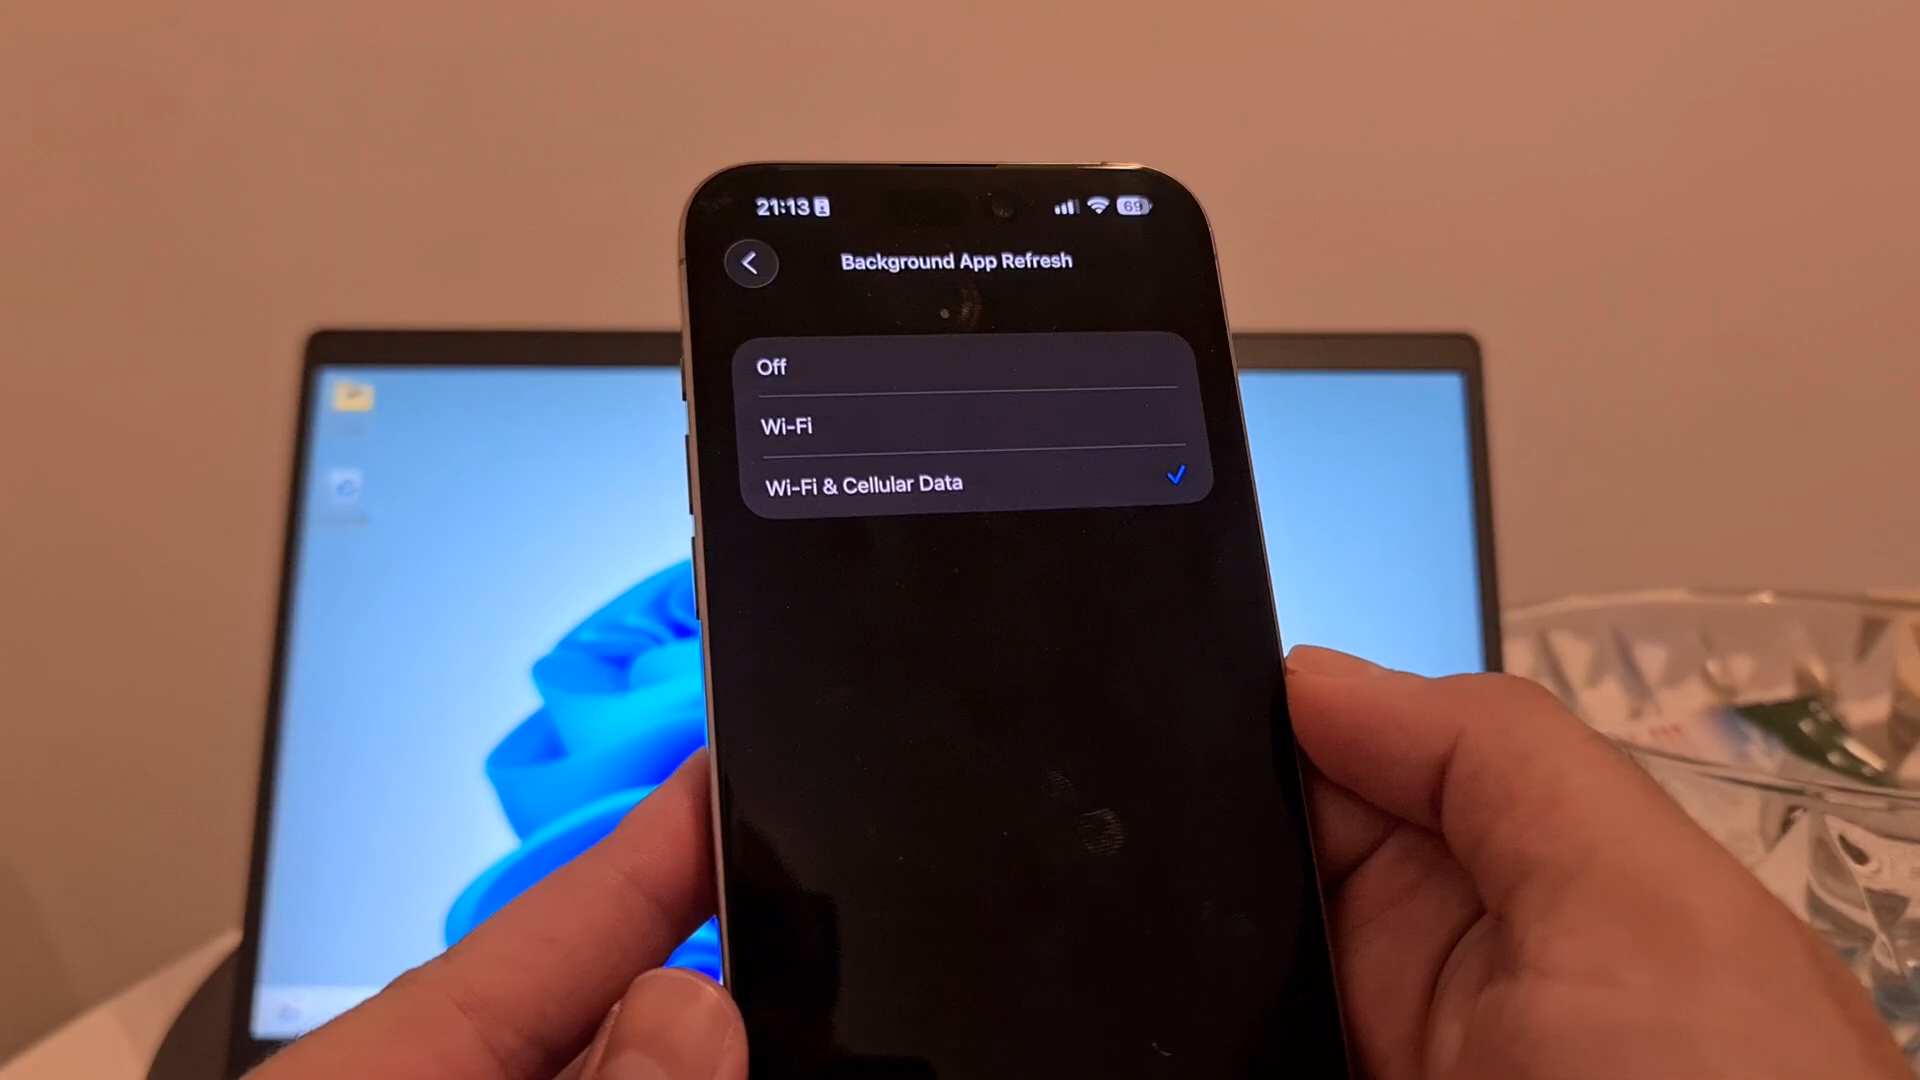 21:13
69
Background App Refresh
Off
Wi-Fi
Wi-Fi & Cellular Data